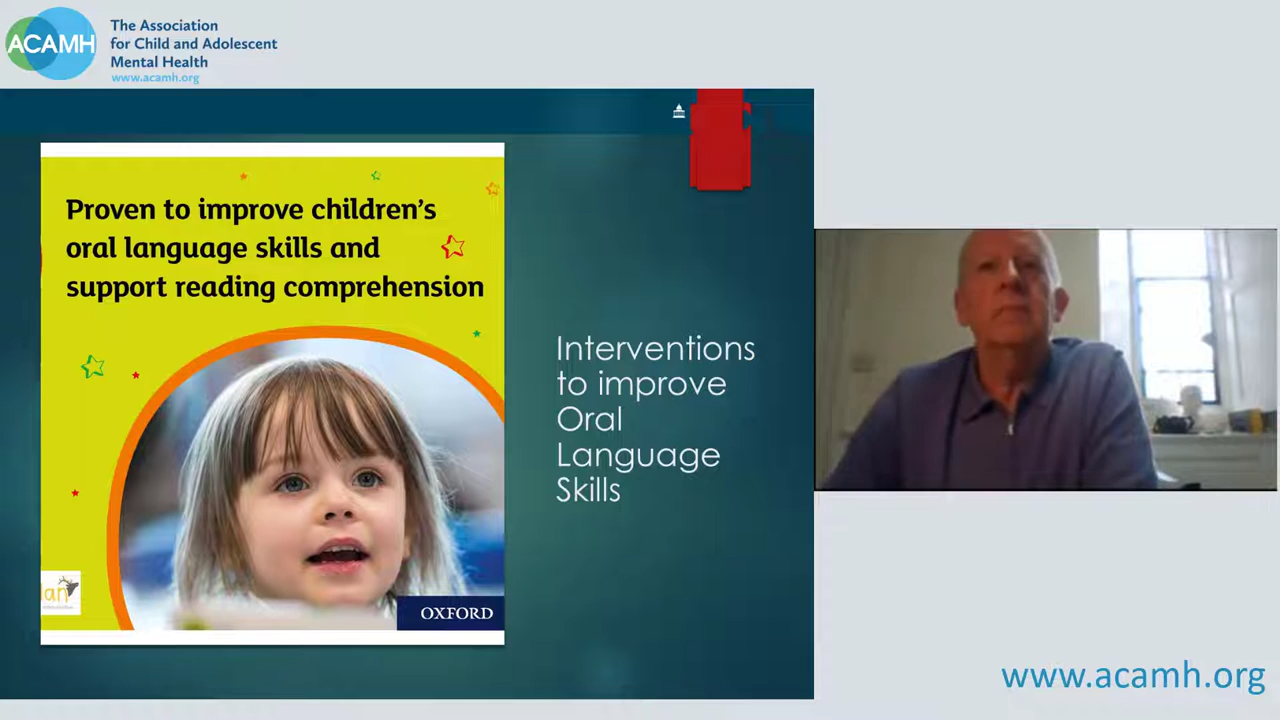 ACAMH
The Association
for Child and Adolescent
Mental Health
www.acamh.org
Proven to improve children's
oral language skills and
support reading comprehension
OXFORD
Interventions
to improve
Oral
Language
Skills
www.acamh.org